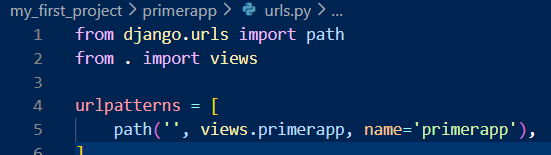 my_first_project > primerapp > urls.py > ...
1 from django.urls import path
2 from . import views
3
4 urlpatterns = [
5 path('', views.primerapp, name='primerapp'),
6 ]